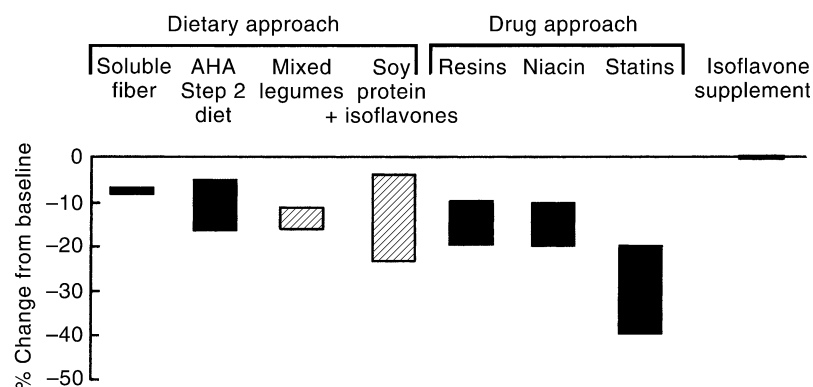 Dietary approach
Drug approach
Soluble fiber
AHA Step 2 diet
Mixed legumes
Soy protein + isoflavones
Resins
Niacin
Statins
Isoflavone supplement
% Change from baseline
0
–10
–20
–30
–40
–50